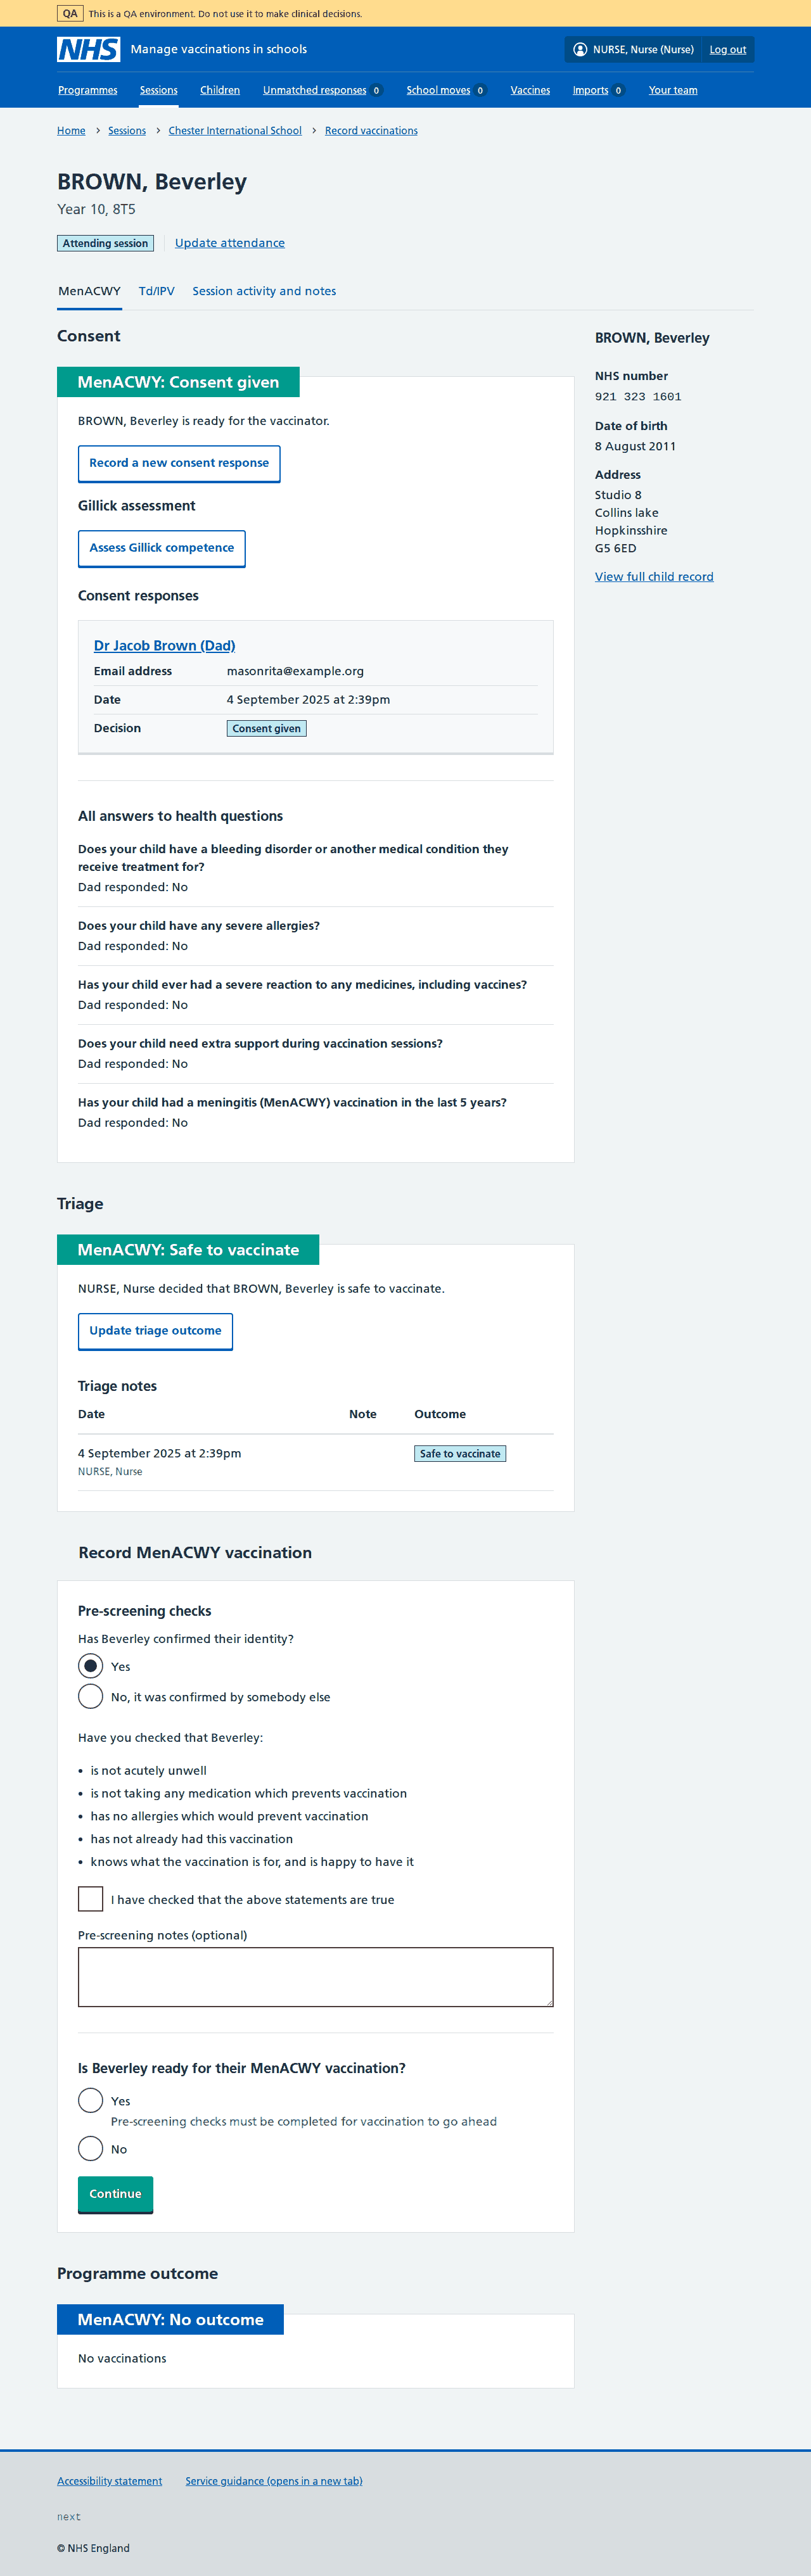 QA This is a QA environment. Do not use it to make clinical decisions.
NHS Manage vaccinations in schools NURSE, Nurse (Nurse) Log out
Programmes Sessions Children Unmatched responses 0 School moves 0 Vaccines Imports 0 Your team
Home > Sessions > Chester International School > Record vaccinations
BROWN, Beverley
Year 10, 8T5
Attending session Update attendance
MenACWY Td/IPV Session activity and notes
Consent
MenACWY: Consent given
BROWN, Beverley is ready for the vaccinator.
Record a new consent response
Gillick assessment
Assess Gillick competence
Consent responses
Dr Jacob Brown (Dad)
Email address masonrita@example.org
Date 4 September 2025 at 2:39pm
Decision Consent given
All answers to health questions
Does your child have a bleeding disorder or another medical condition they
receive treatment for?
Dad responded: No
Does your child have any severe allergies?
Dad responded: No
Has your child ever had a severe reaction to any medicines, including vaccines?
Dad responded: No
Does your child need extra support during vaccination sessions?
Dad responded: No
Has your child had a meningitis (MenACWY) vaccination in the last 5 years?
Dad responded: No
Triage
MenACWY: Safe to vaccinate
NURSE, Nurse decided that BROWN, Beverley is safe to vaccinate.
Update triage outcome
Triage notes
Date Note Outcome
4 September 2025 at 2:39pm Safe to vaccinate
NURSE, Nurse
Record MenACWY vaccination
Pre-screening checks
Has Beverley confirmed their identity?
Yes
No, it was confirmed by somebody else
Have you checked that Beverley:
• is not acutely unwell
• is not taking any medication which prevents vaccination
• has no allergies which would prevent vaccination
• has not already had this vaccination
• knows what the vaccination is for, and is happy to have it
I have checked that the above statements are true
Pre-screening notes (optional)
Is Beverley ready for their MenACWY vaccination?
Yes
Pre-screening checks must be completed for vaccination to go ahead
No
Continue
Programme outcome
MenACWY: No outcome
No vaccinations
BROWN, Beverley
NHS number
921 323 1601
Date of birth
8 August 2011
Address
Studio 8
Collins lake
Hopkinsshire
G5 6ED
View full child record
Accessibility statement Service guidance (opens in a new tab)
next
© NHS England